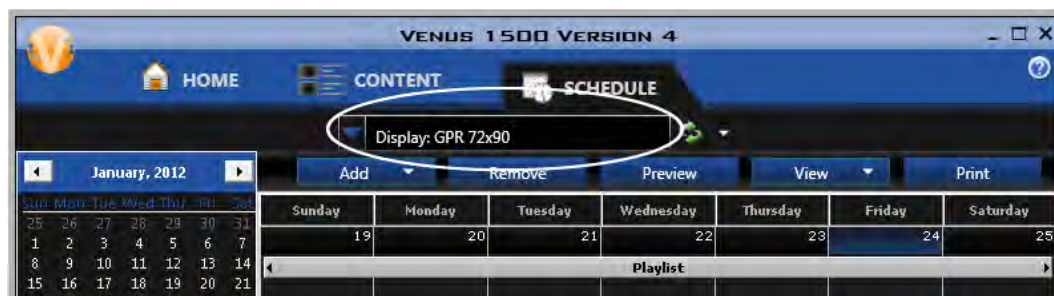 VENUS 1500 VERSION 4
HOME CONTENT SCHEDULE
Display: GPR 72x90
January, 2012 Add Remove Preview View Print
Sun Mon Tue Wed Thu Fri Sat
25 26 27 28 29 30 31
1 2 3 4 5 6 7
8 9 10 11 12 13 14
15 16 17 18 19 20 21
Sunday Monday Tuesday Wednesday Thursday Friday Saturday
19 20 21 22 23 24 25
Playlist